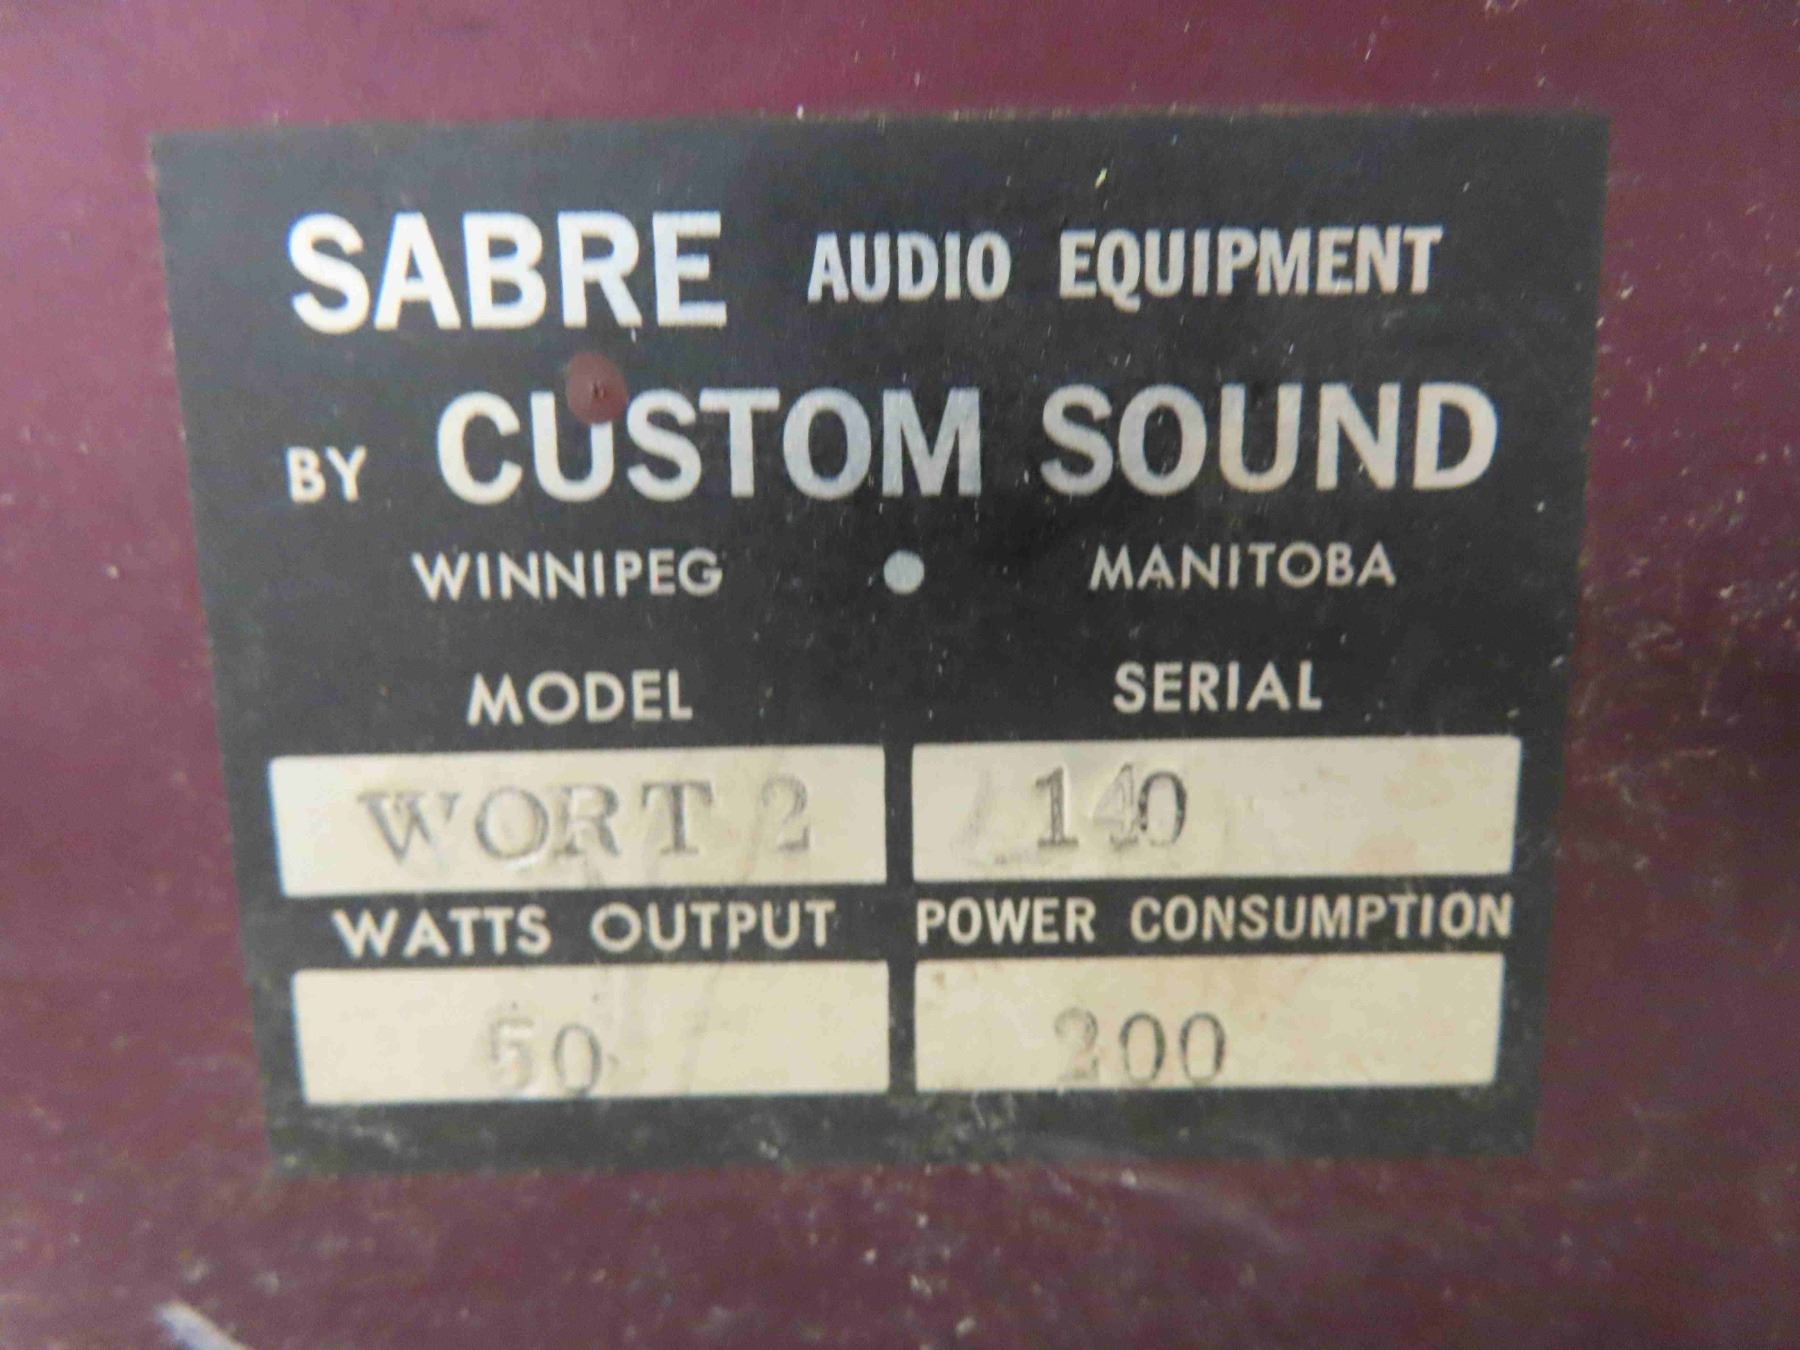 SABRE AUDIO EQUIPMENT
BY CUSTOM SOUND
WINNIPEG • MANITOBA
MODEL SERIAL
WORT 2 140
WATTS OUTPUT POWER CONSUMPTION
50 200